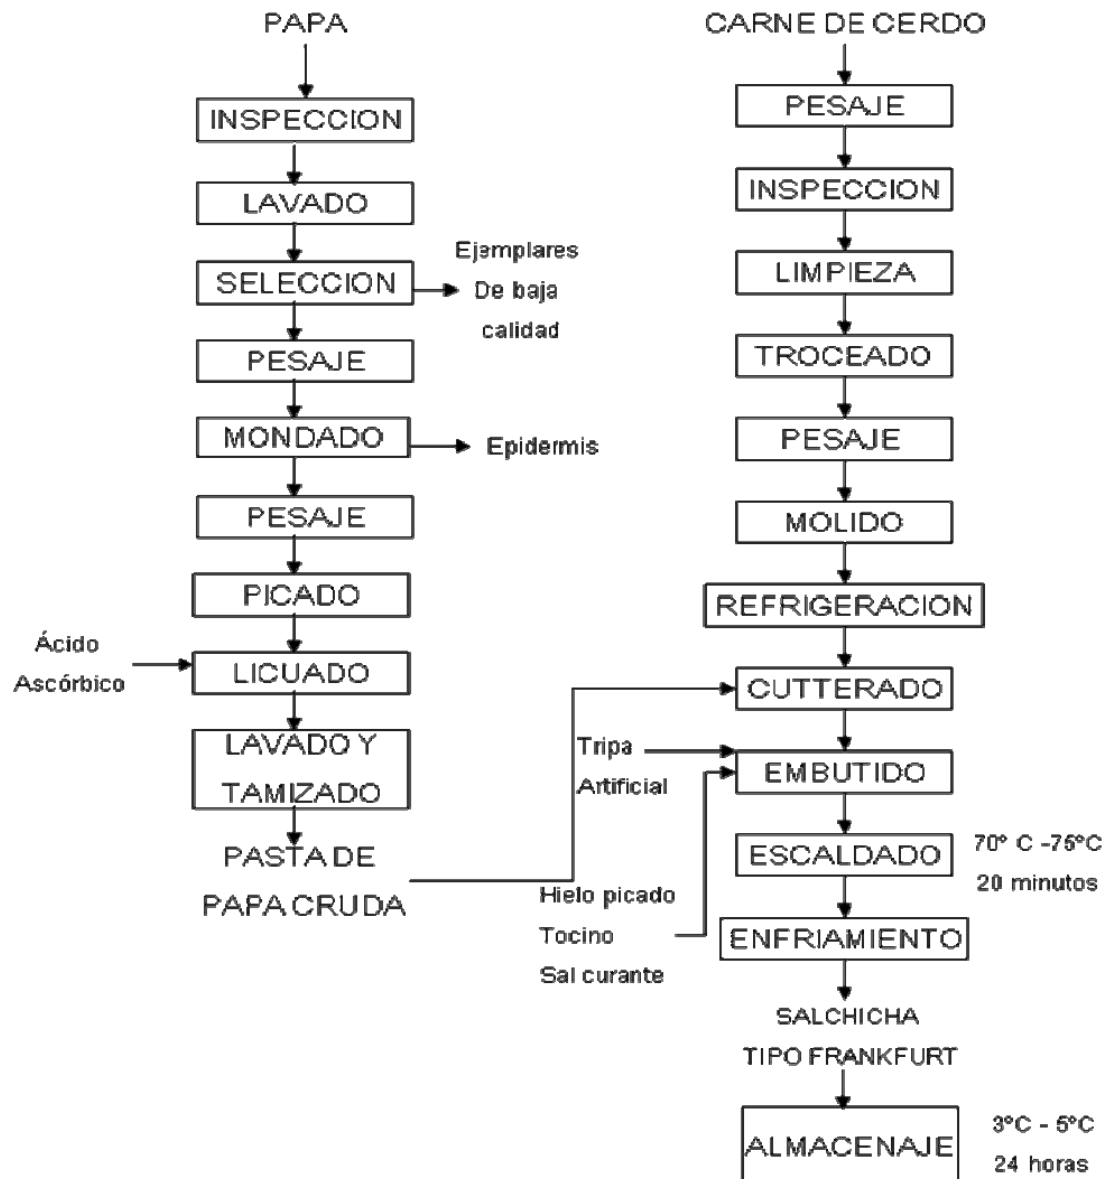 PAPA
INSPECCION
LAVADO
SELECCION
Ejemplares
De baja
calidad
PESAJE
MONDADO
Epidermis
PESAJE
PICADO
Ácido
Ascórbico
LICUADO
LAVADO Y
TAMIZADO
PASTA DE
PAPA CRUDA
CARNE DE CERDO
PESAJE
INSPECCION
LIMPIEZA
TROCEADO
PESAJE
MOLIDO
REFRIGERACION
CUTTERADO
Tripa
Artificial
EMBUTIDO
Hielo picado
Tocino
Sal curante
ESCALDADO
70° C -75°C
20 minutos
ENFRIAMIENTO
SALCHICHA
TIPO FRANKFURT
ALMACENAJE
3°C - 5°C
24 horas